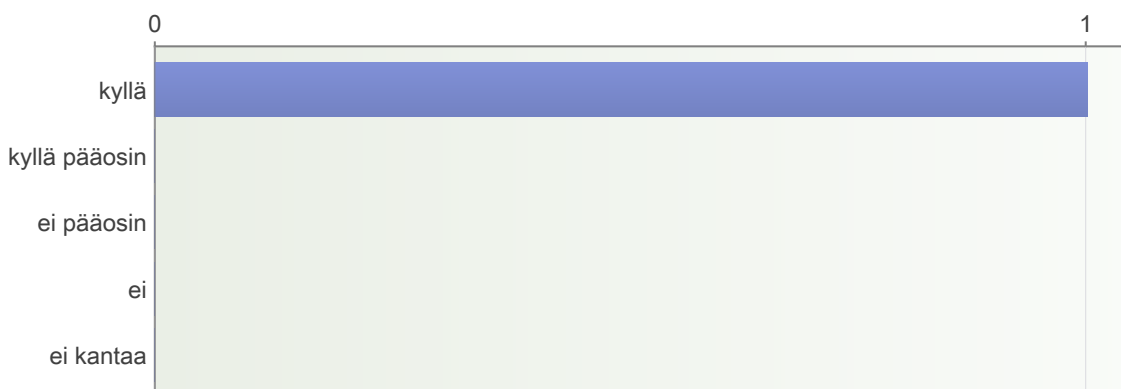 0 1
kyllä
kyllä pääosin
ei pääosin
ei
ei kantaa